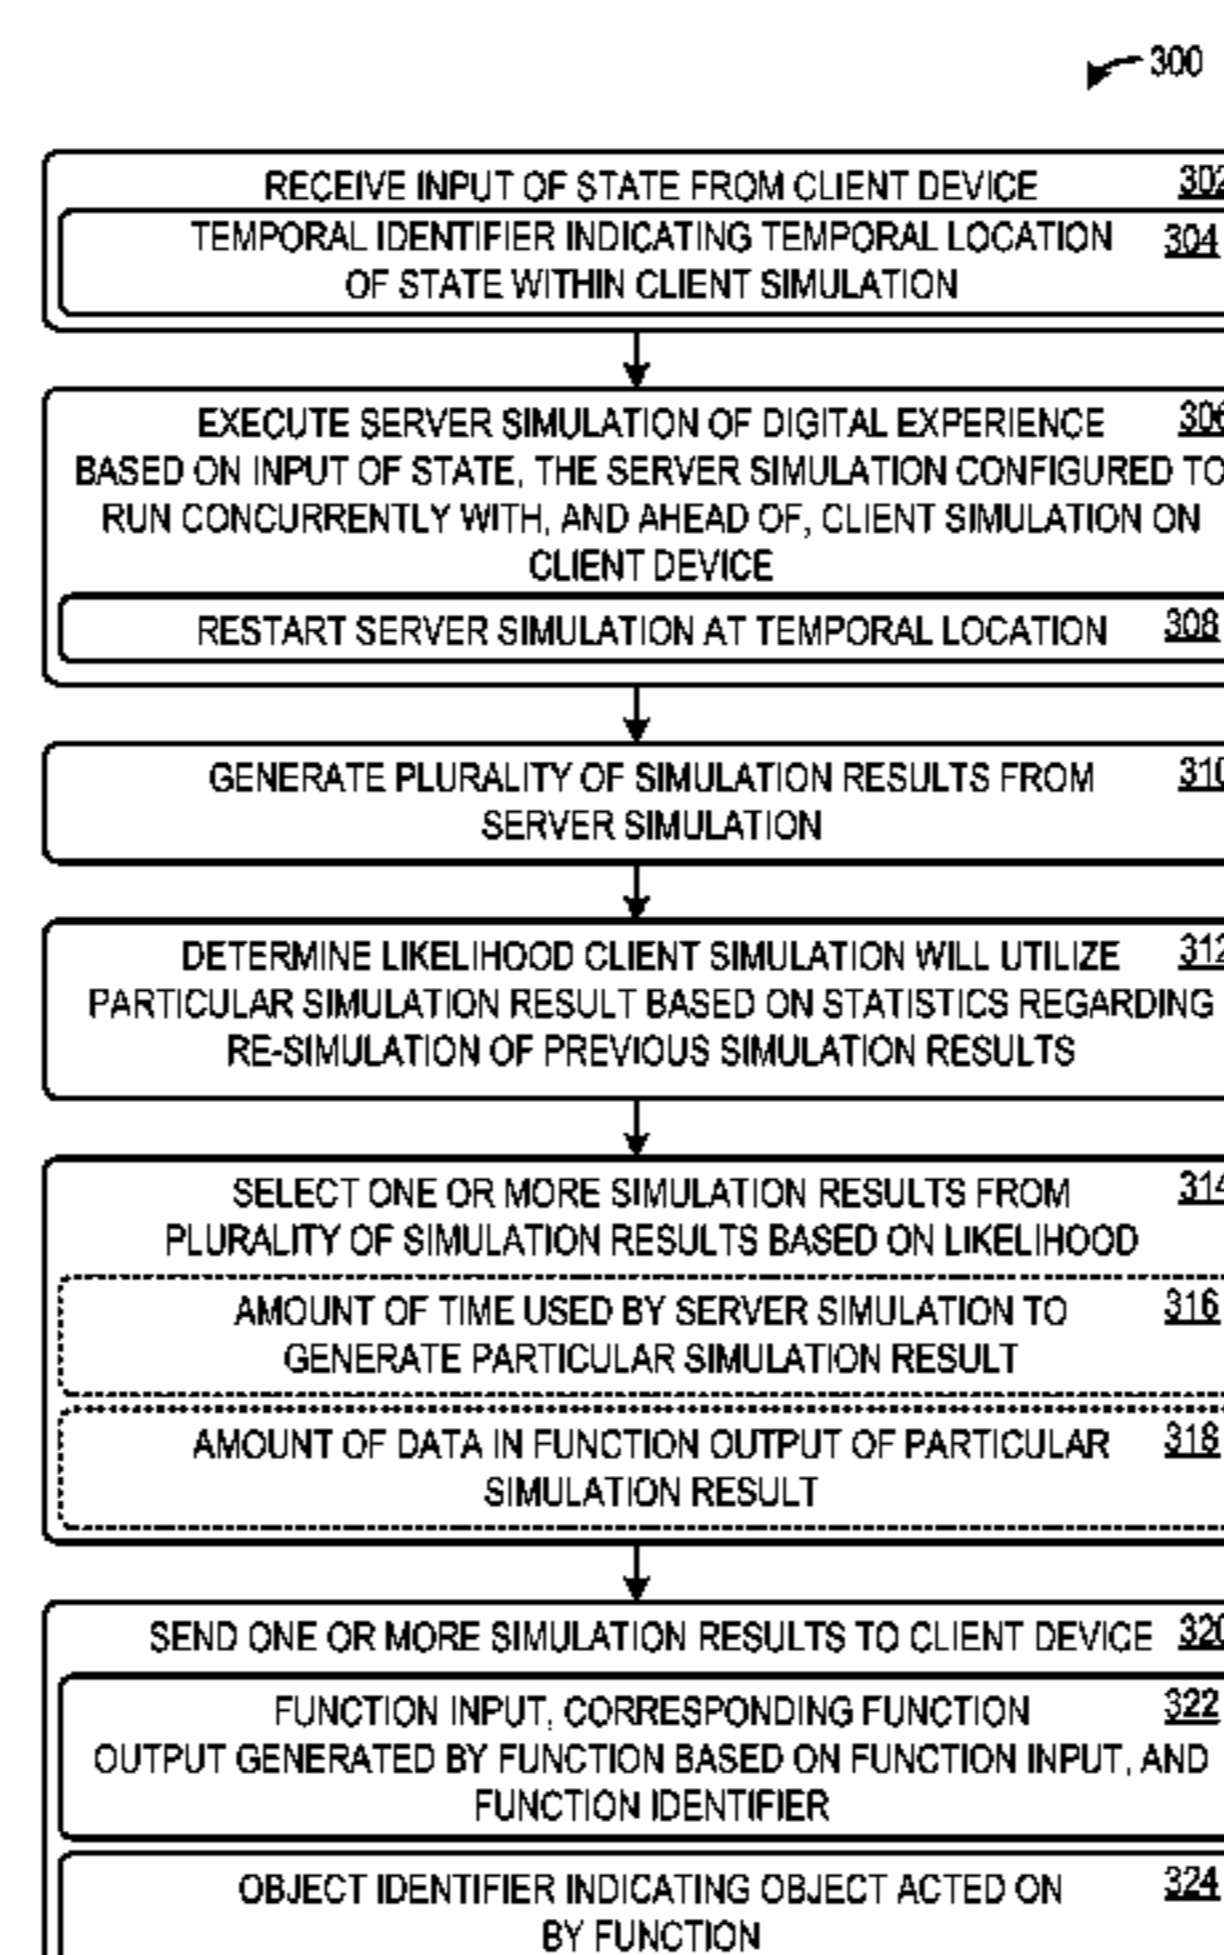 300
RECEIVE INPUT OF STATE FROM CLIENT DEVICE 302
TEMPORAL IDENTIFIER INDICATING TEMPORAL LOCATION 304
OF STATE WITHIN CLIENT SIMULATION
EXECUTE SERVER SIMULATION OF DIGITAL EXPERIENCE 306
BASED ON INPUT OF STATE, THE SERVER SIMULATION CONFIGURED TO
RUN CONCURRENTLY WITH, AND AHEAD OF, CLIENT SIMULATION ON
CLIENT DEVICE
RESTART SERVER SIMULATION AT TEMPORAL LOCATION 308
GENERATE PLURALITY OF SIMULATION RESULTS FROM 310
SERVER SIMULATION
DETERMINE LIKELIHOOD CLIENT SIMULATION WILL UTILIZE 312
PARTICULAR SIMULATION RESULT BASED ON STATISTICS REGARDING
RE-SIMULATION OF PREVIOUS SIMULATION RESULTS
SELECT ONE OR MORE SIMULATION RESULTS FROM 314
PLURALITY OF SIMULATION RESULTS BASED ON LIKELIHOOD
AMOUNT OF TIME USED BY SERVER SIMULATION TO 316
GENERATE PARTICULAR SIMULATION RESULT
AMOUNT OF DATA IN FUNCTION OUTPUT OF PARTICULAR 318
SIMULATION RESULT
SEND ONE OR MORE SIMULATION RESULTS TO CLIENT DEVICE 320
FUNCTION INPUT, CORRESPONDING FUNCTION 322
OUTPUT GENERATED BY FUNCTION BASED ON FUNCTION INPUT, AND
FUNCTION IDENTIFIER
OBJECT IDENTIFIER INDICATING OBJECT ACTED ON 324
BY FUNCTION